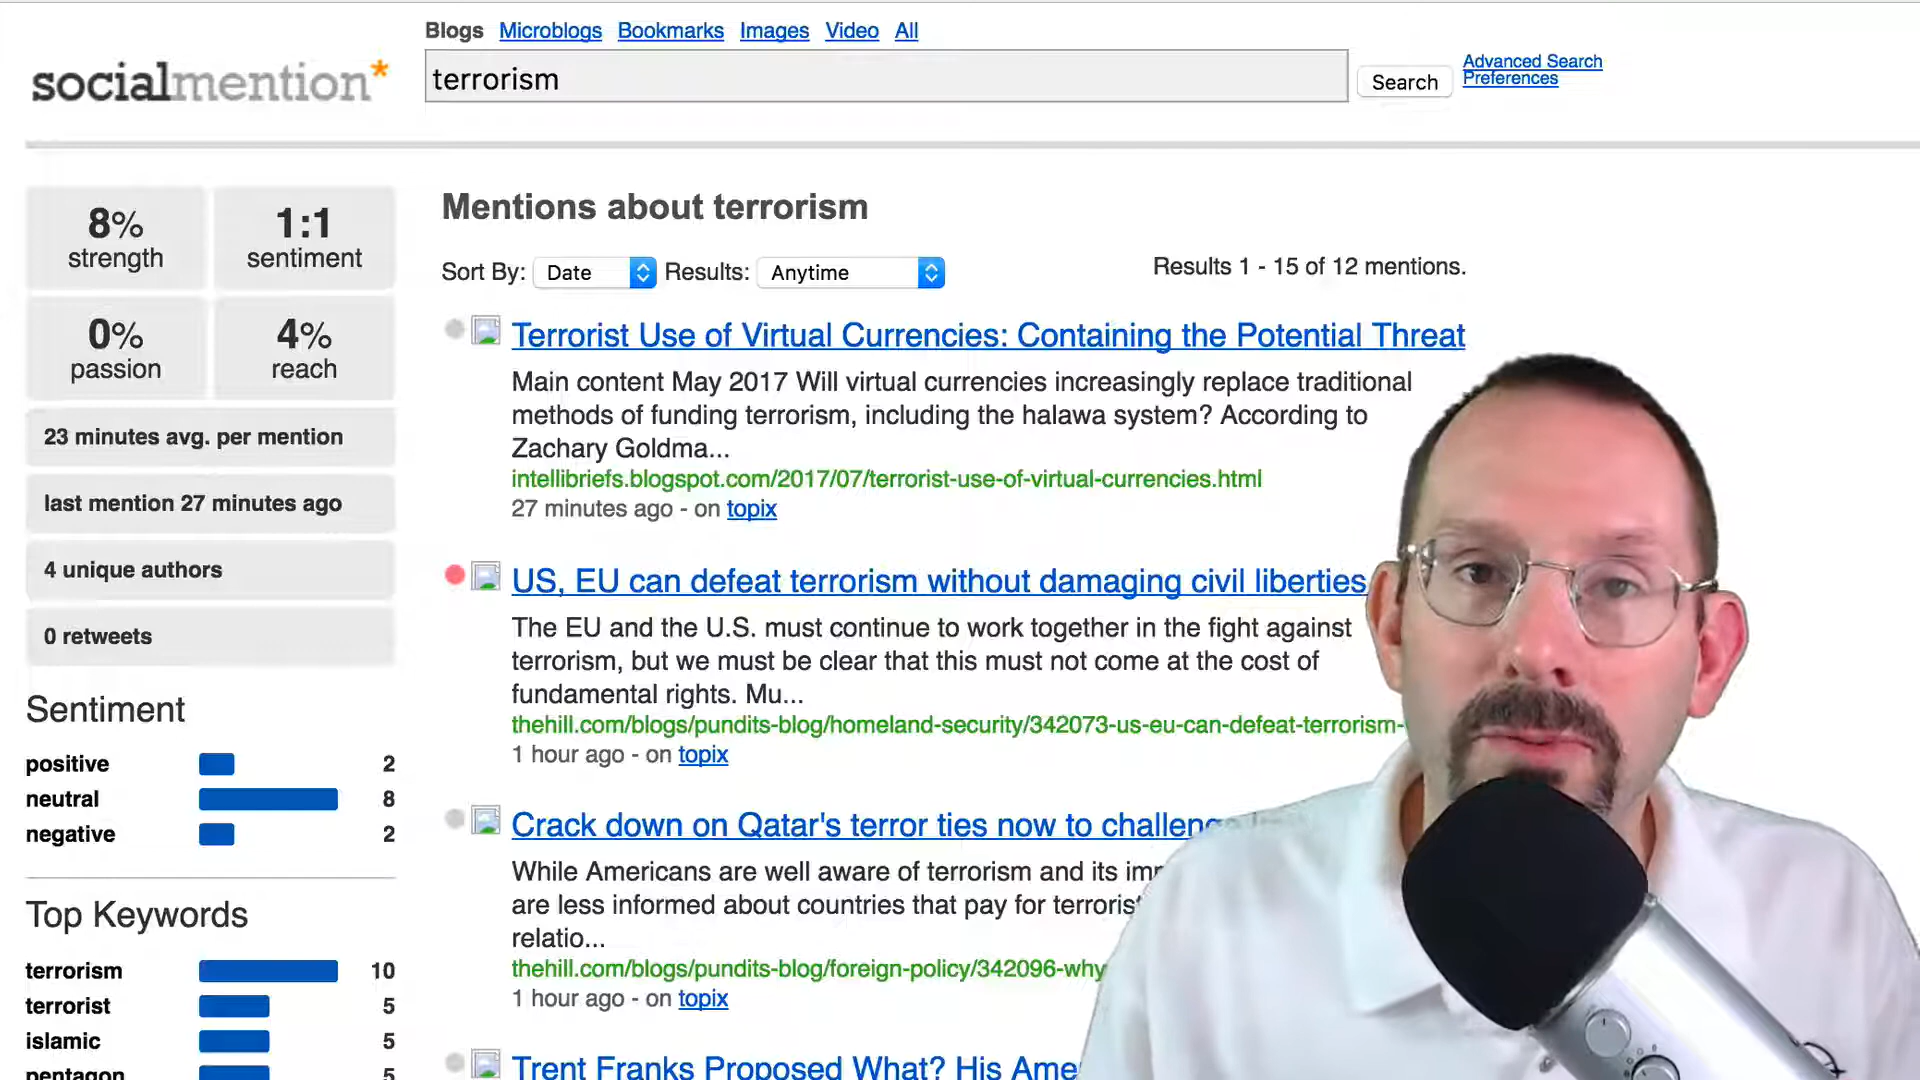 Blogs Microblogs Bookmarks Images Video All
socialmention*
terrorism
Search
Advanced Search
Preferences
8%
strength
1:1
sentiment
0%
passion
4%
reach
23 minutes avg. per mention
last mention 27 minutes ago
4 unique authors
0 retweets
Sentiment
positive 2
neutral 8
negative 2
Top Keywords
terrorism 10
terrorist 5
islamic 5
pentagon 5
Mentions about terrorism
Sort By: Date Results: Anytime
Results 1 - 15 of 12 mentions.
Terrorist Use of Virtual Currencies: Containing the Potential Threat
Main content May 2017 Will virtual currencies increasingly replace traditional
methods of funding terrorism, including the halawa system? According to
Zachary Goldma...
intellibriefs.blogspot.com/2017/07/terrorist-use-of-virtual-currencies.html
27 minutes ago - on topix
US, EU can defeat terrorism without damaging civil liberties
The EU and the U.S. must continue to work together in the fight against
terrorism, but we must be clear that this must not come at the cost of
fundamental rights. Mu...
thehill.com/blogs/pundits-blog/homeland-security/342073-us-eu-can-defeat-terrorism-
1 hour ago - on topix
Crack down on Qatar's terror ties now to
While Americans are well aware of terrorism and its
are less informed about countries that pay for
relatio...
thehill.com/blogs/pundits-blog/foreign-policy/342096-why
1 hour ago - on topix
Trent Franks Proposed What? His